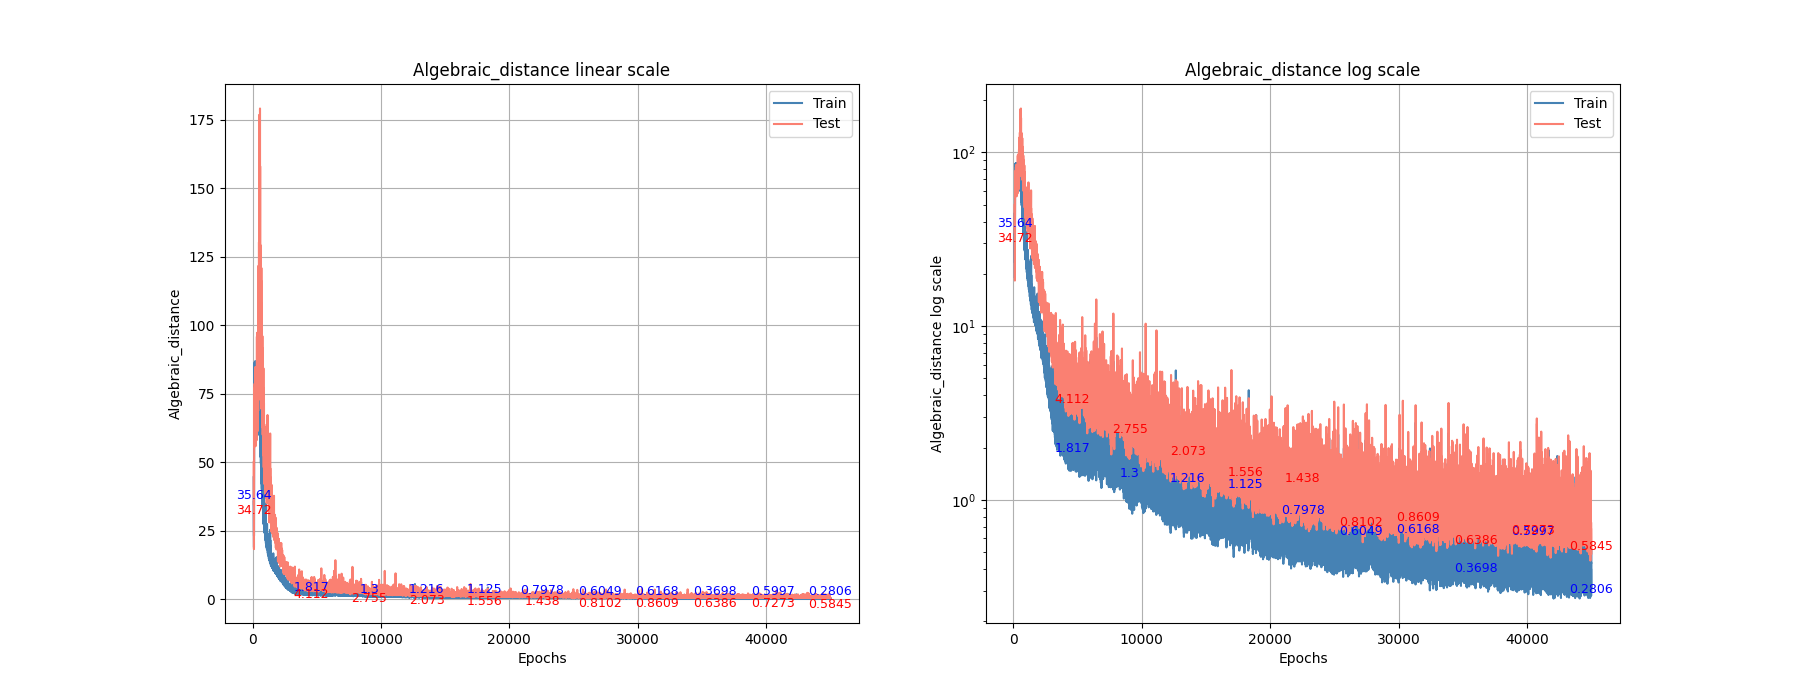 Algebraic_distance linear scale
Train
Test
175
150
125
100
75
50
25
0
Algebraic_distance
35.64
34.72
1.817 1.3 1.216 1.125 0.7978 0.6049 0.6168 0.3698 0.5997 0.2806
4.112 2.755 2.073 1.556 1.438 0.8102 0.8609 0.6386 0.7273 0.5845
0 10000 20000 30000 40000
Epochs
Algebraic_distance log scale
Train
Test
10²
10¹
10⁰
Algebraic_distance log scale
35.64
34.72
4.112
2.755
1.817
2.073
1.3
1.216
1.556
1.125
1.438
0.7978
0.8102
0.6049
0.8609
0.6168
0.6386
0.3698
0.7273
0.5997
0.5845
0.2806
0 10000 20000 30000 40000
Epochs